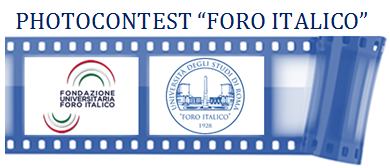 PHOTOCONTEST “FORO ITALICO”
FONDAZIONE
UNIVERSITARIA
FORO ITALICO
UNIVERSITÀ DEGLI STUDI DI ROMA
"FORO ITALICO"
1928